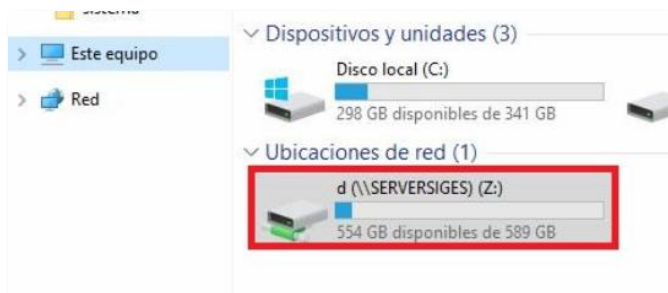 Este equipo
Red
Dispositivos y unidades (3)
Disco local (C:)
298 GB disponibles de 341 GB
Ubicaciones de red (1)
d (\\SERVERSIGES) (Z:)
554 GB disponibles de 589 GB